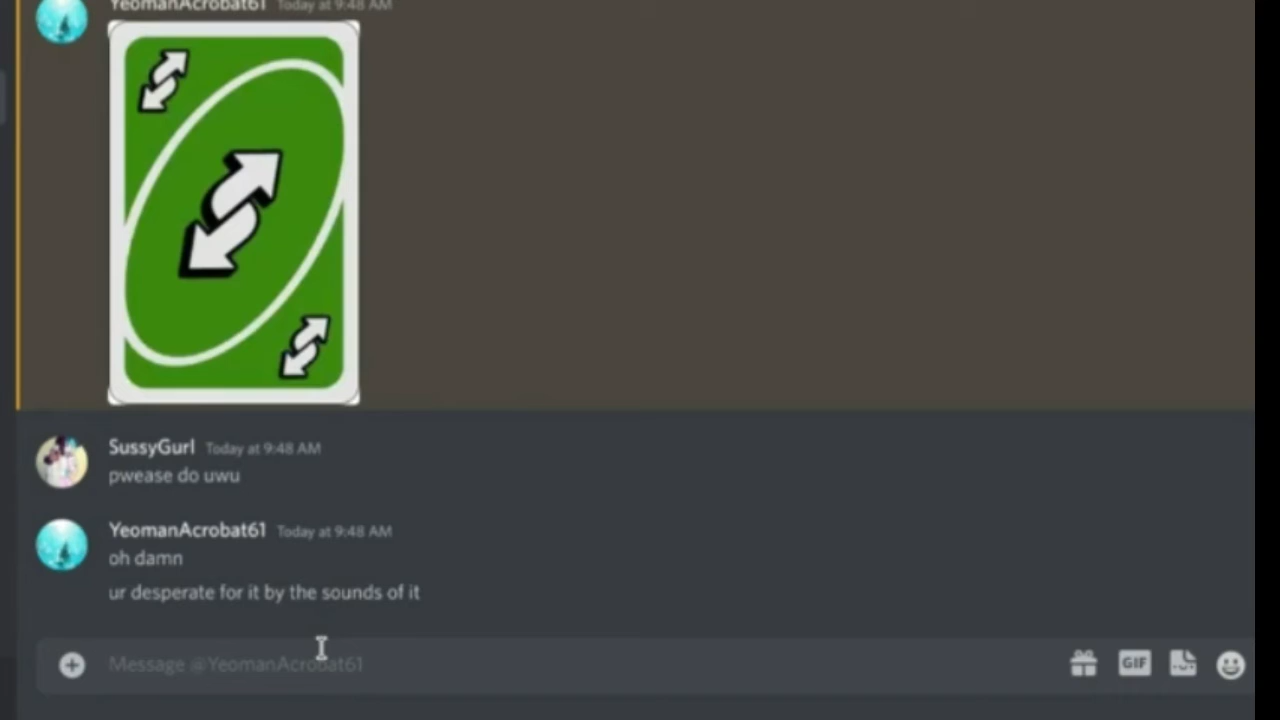 YeomanAcrobat61 Today at 9:48 AM
SussyGurl Today at 9:48 AM
pwease do uwu
YeomanAcrobat61 Today at 9:48 AM
oh damn
ur desperate for it by the sounds of it
Message @YeomanAcrobat61
GIF